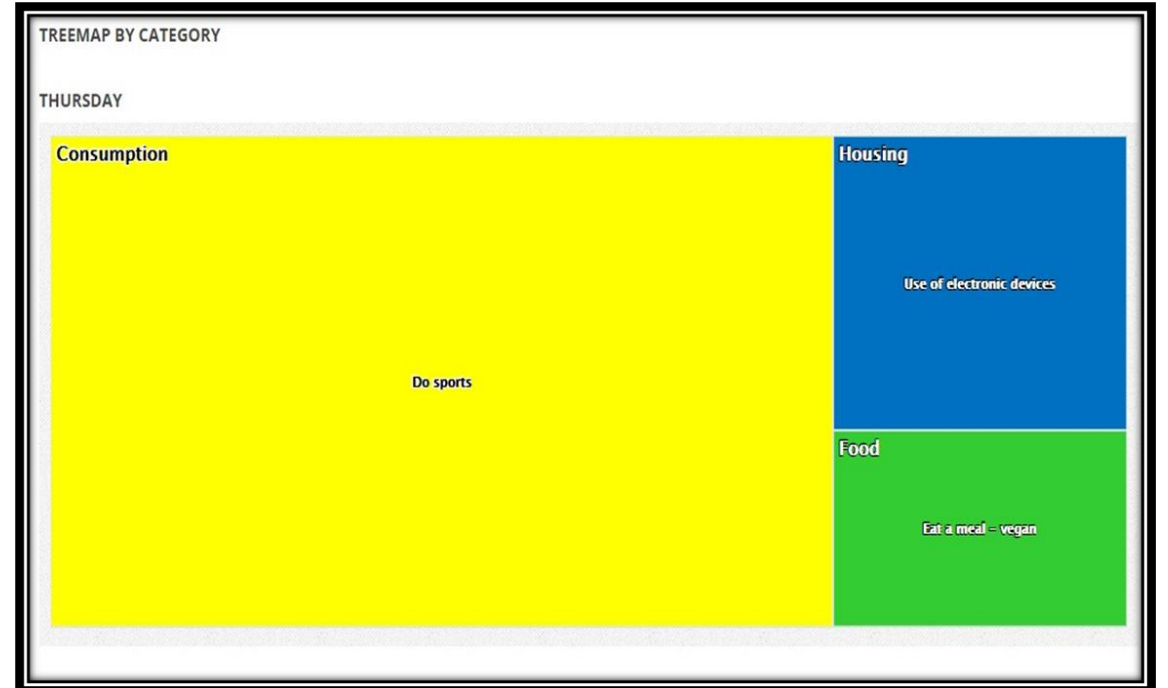 TREEMAP BY CATEGORY
THURSDAY
Consumption
Do sports
Housing
Use of electronic devices
Food
Eat a meal – vegan